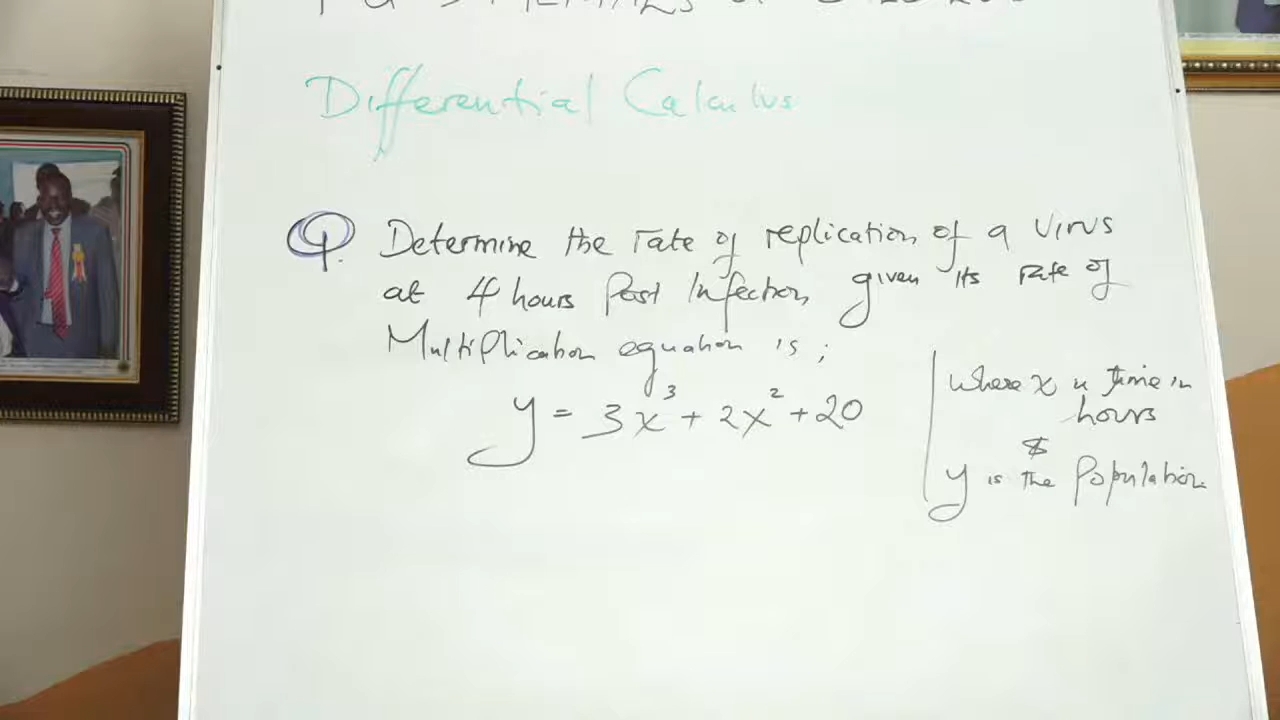 Differential Calculus
Q. Determine the rate of replication of a virus
at 4 hours Post Infection given its rate of
Multiplication equation is ;
y = 3x³ + 2x² + 20
where x is time in
hours
&
y is the Population